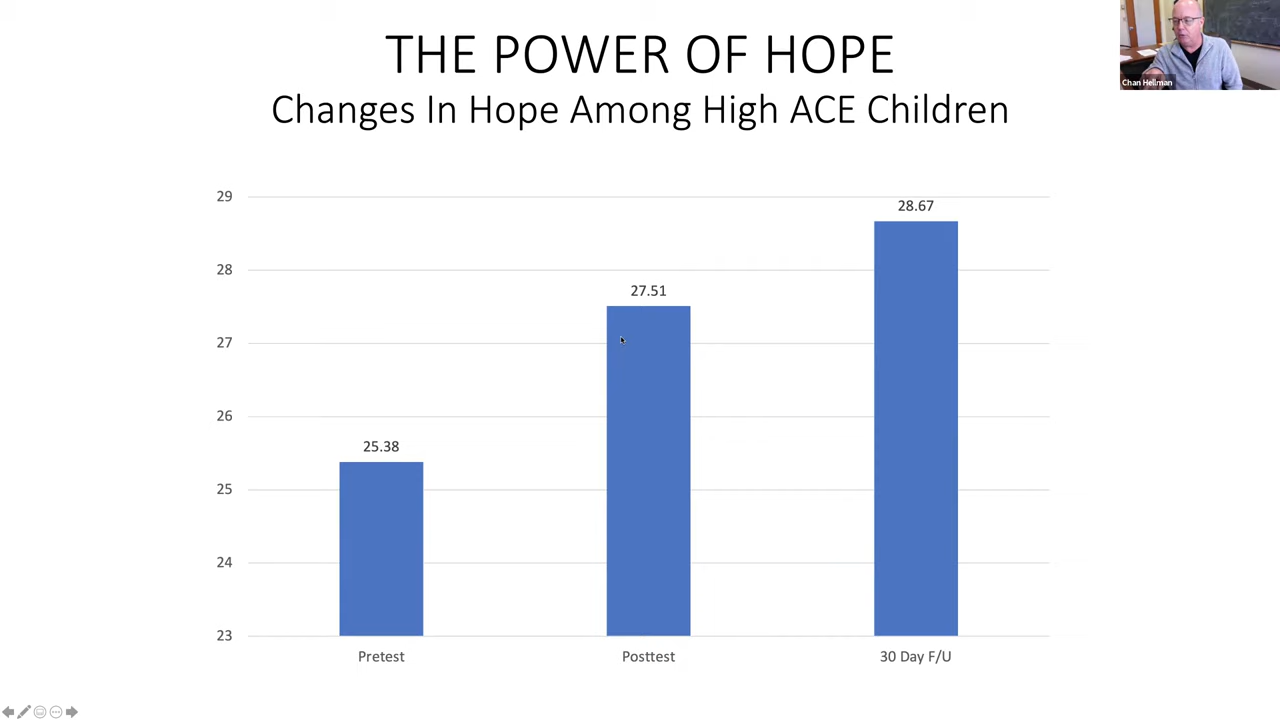 THE POWER OF HOPE
Changes In Hope Among High ACE Children
Chan Hellman
29
28.67
28
27.51
27
26
25.38
25
24
23
Pretest
Posttest
30 Day F/U